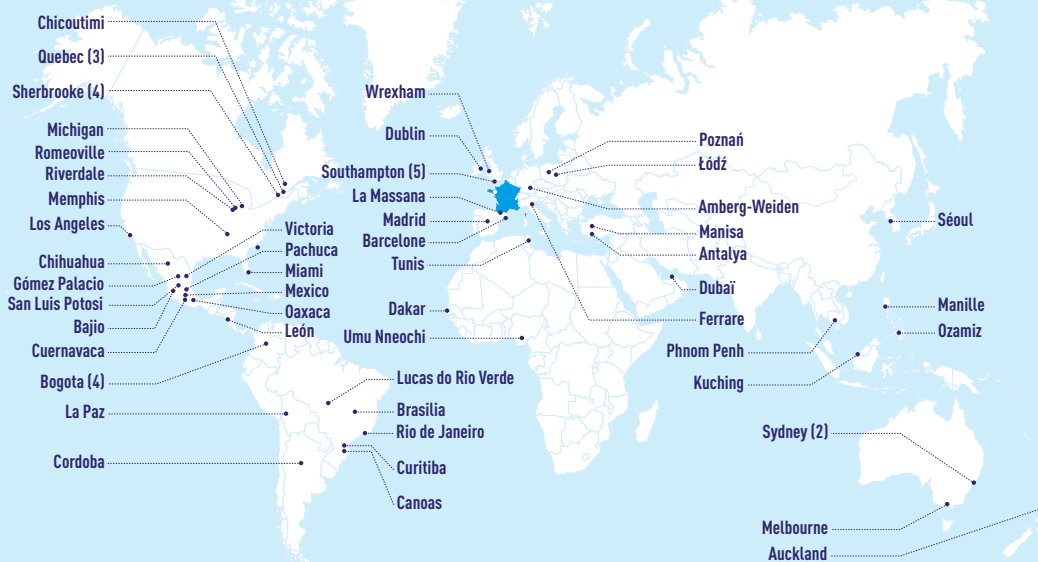 Chicoutimi
Quebec (3)
Sherbrooke (4)
Michigan
Romeoville
Riverdale
Memphis
Los Angeles
Chihuahua
Gómez Palacio
San Luis Potosi
Bajio
Cuernavaca
Bogota (4)
La Paz
Cordoba
Victoria
Pachuca
Miami
Mexico
Oaxaca
León
Wrexham
Dublin
Southampton (5)
La Massana
Madrid
Barcelone
Tunis
Dakar
Umu Nneochi
Lucas do Rio Verde
Brasilia
Rio de Janeiro
Curitiba
Canoas
Poznań
Łódź
Amberg-Weiden
Manisa
Antalya
Dubaï
Ferrare
Phnom Penh
Kuching
Séoul
Manille
Ozamiz
Sydney (2)
Melbourne
Auckland